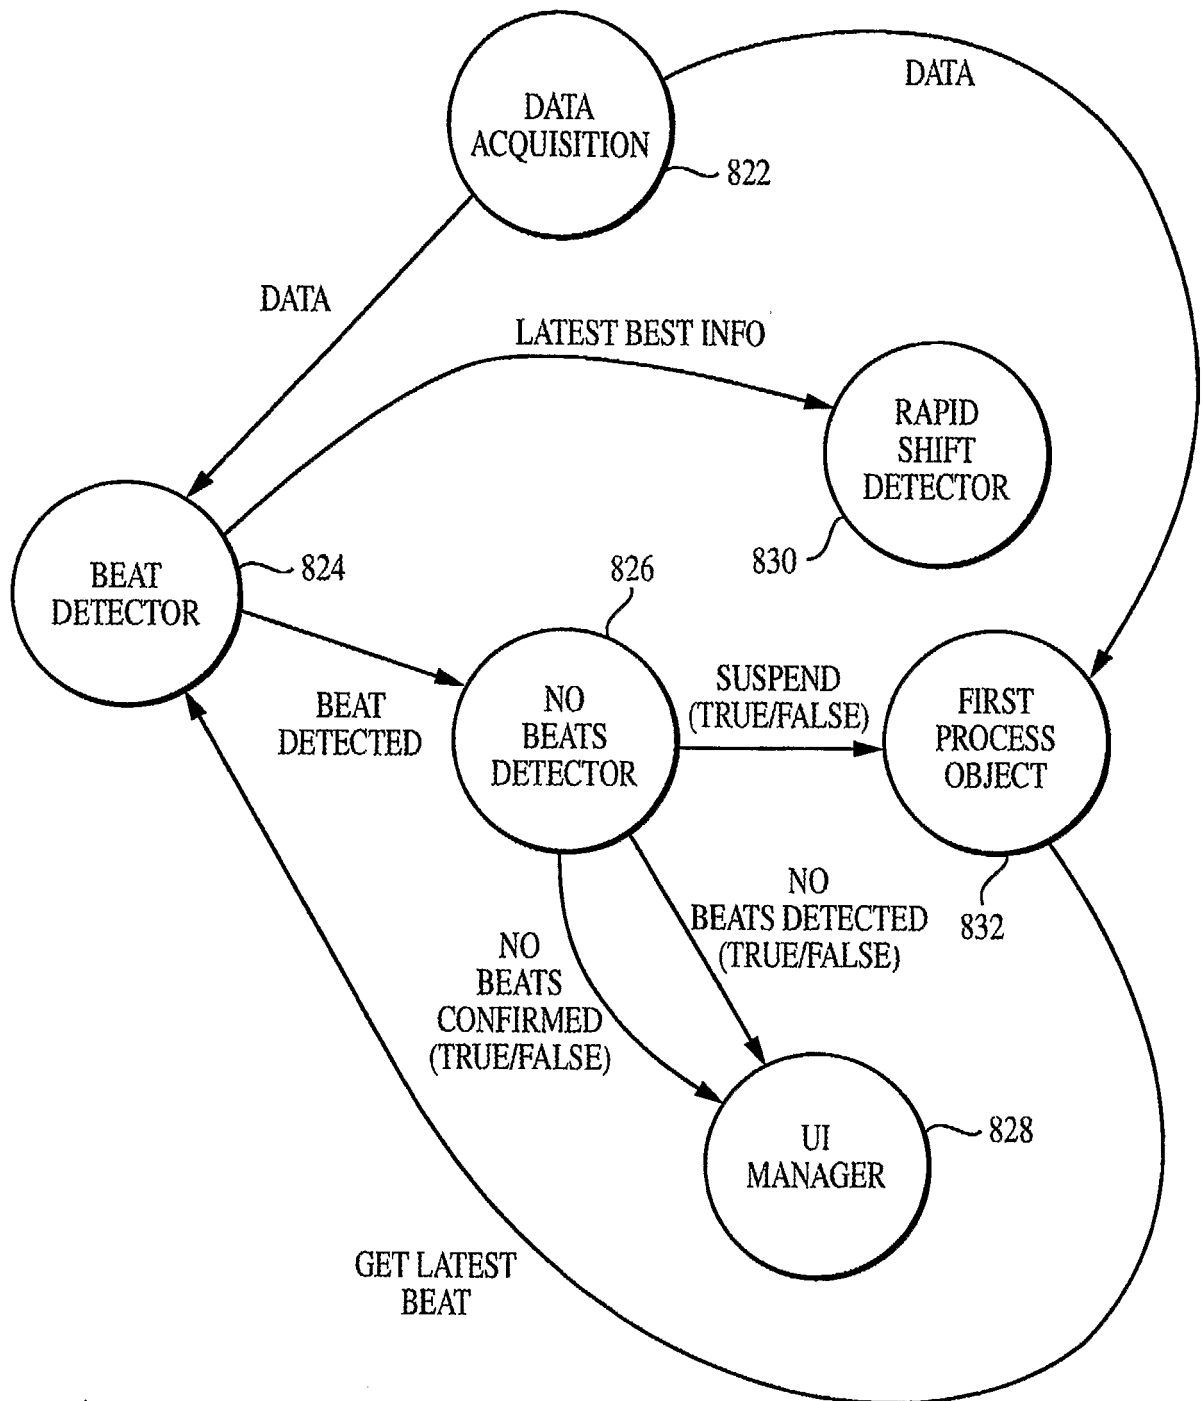 DATA
DATA
ACQUISITION
822
DATA
LATEST BEST INFO
RAPID
SHIFT
DETECTOR
830
BEAT
DETECTOR
824
826
BEAT
DETECTED
NO
BEATS
DETECTOR
SUSPEND
(TRUE/FALSE)
FIRST
PROCESS
OBJECT
832
NO
BEATS DETECTED
(TRUE/FALSE)
NO
BEATS
CONFIRMED
(TRUE/FALSE)
UI
MANAGER
828
GET LATEST
BEAT